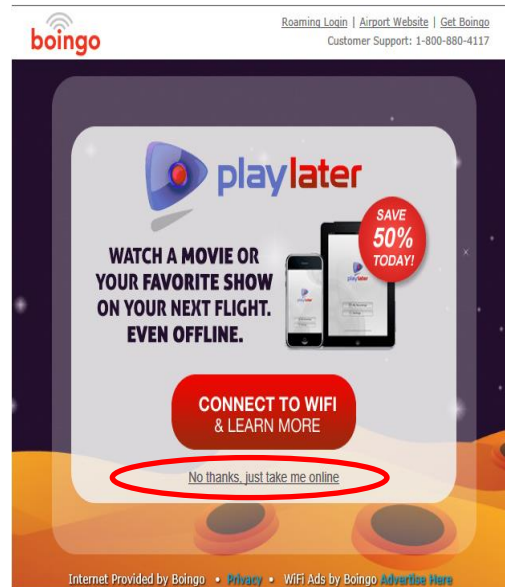 boingo
Roaming Login | Airport Website | Get Boingo
Customer Support: 1-800-880-4117
playlater
SAVE
50%
TODAY!
WATCH A MOVIE OR
YOUR FAVORITE SHOW
ON YOUR NEXT FLIGHT.
EVEN OFFLINE.
playlater
playlater
CONNECT TO WIFI
& LEARN MORE
No thanks, just take me online
Internet Provided by Boingo • Privacy • WiFi Ads by Boingo Advertise Here